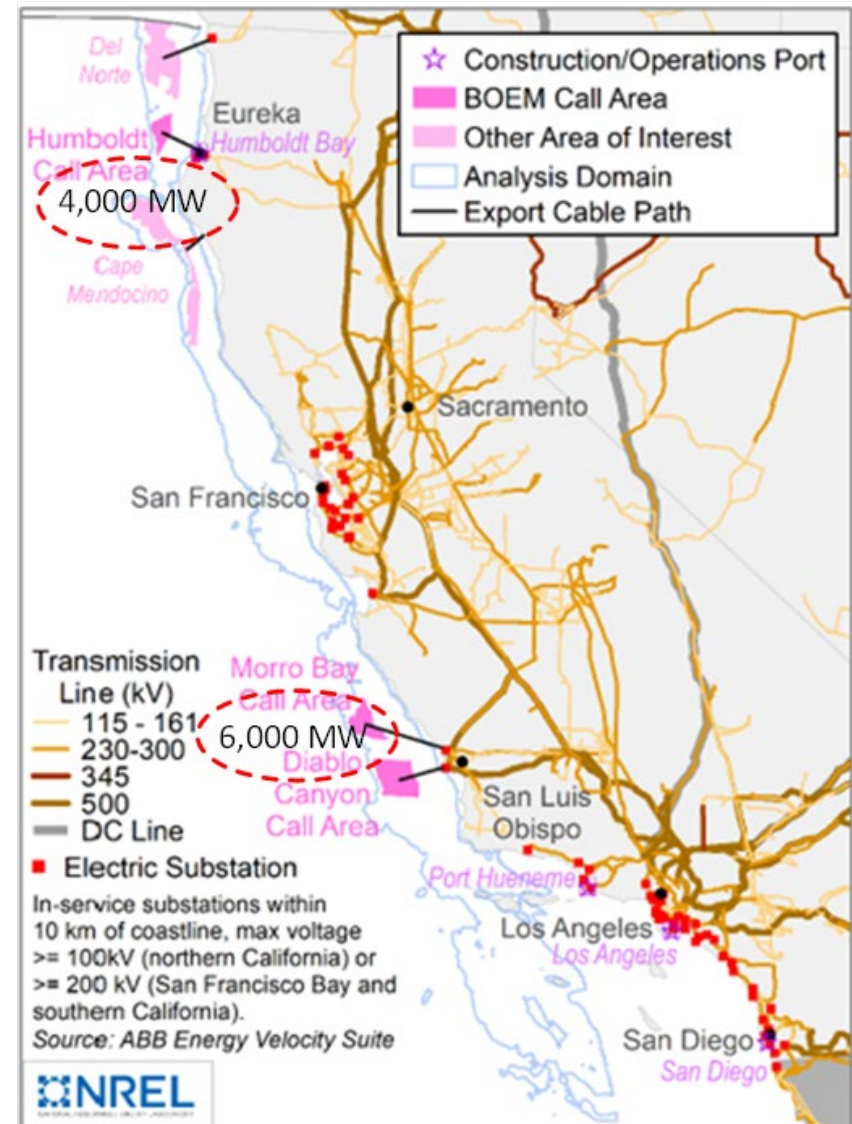 Del
Norte
Eureka
Humboldt Bay
Humboldt
Call Area
4,000 MW
Cape
Mendocino
Construction/Operations Port
BOEM Call Area
Other Area of Interest
Analysis Domain
Export Cable Path
Sacramento
San Francisco
Morro Bay
Call Area
6,000 MW
Diablo
Canyon
Call Area
San Luis
Obispo
Port Hueneme
Los Angeles
Los Angeles
San Diego
San Diego
Transmission
Line (kV)
115 - 161
230-300
345
500
DC Line
Electric Substation
In-service substations within
10 km of coastline, max voltage
>= 100kV (northern California) or
>= 200 kV (San Francisco Bay and
southern California).
Source: ABB Energy Velocity Suite
NREL
NATIONAL RENEWABLE ENERGY LABORATORY